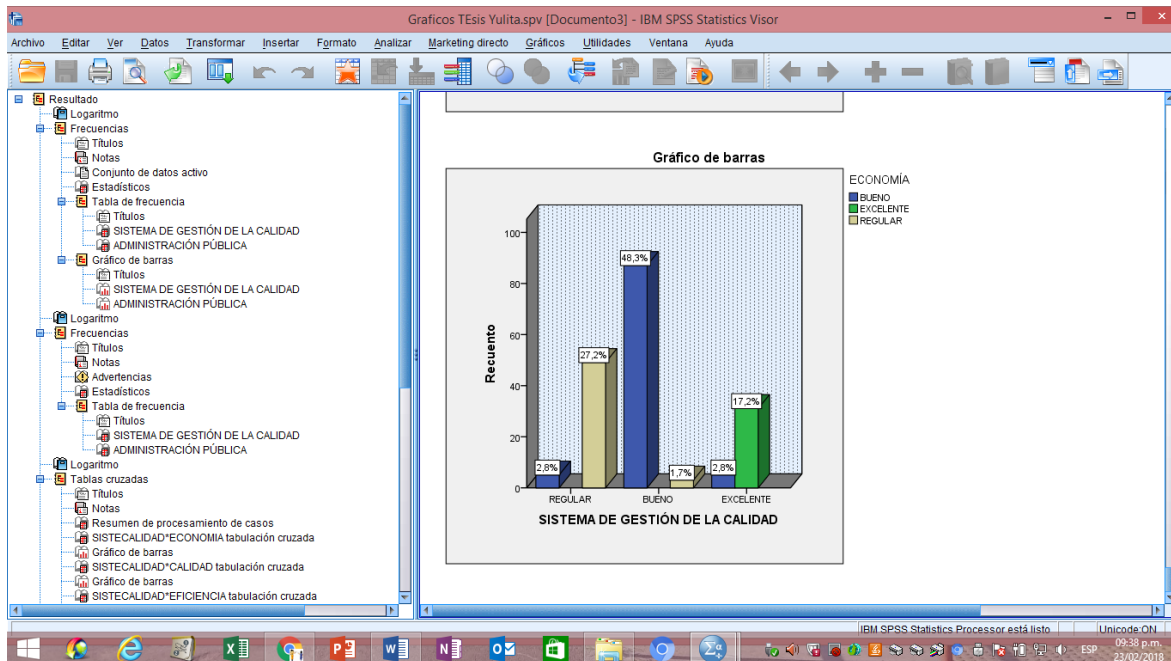 Graficos TEsis Yulita.spv [Documento3] - IBM SPSS Statistics Visor
Archivo Editar Ver Datos Transformar Insertar Formato Analizar Marketing directo Gráficos Utilidades Ventana Ayuda
Resultado
Logaritmo
Frecuencias
Títulos
Notas
Conjunto de datos activo
Estadísticos
Tabla de frecuencia
Títulos
SISTEMA DE GESTIÓN DE LA CALIDAD
ADMINISTRACIÓN PÚBLICA
Gráfico de barras
Títulos
SISTEMA DE GESTIÓN DE LA CALIDAD
ADMINISTRACIÓN PÚBLICA
Logaritmo
Frecuencias
Títulos
Notas
Advertencias
Estadísticos
Tabla de frecuencia
Títulos
SISTEMA DE GESTIÓN DE LA CALIDAD
ADMINISTRACIÓN PÚBLICA
Logaritmo
Tablas cruzadas
Títulos
Notas
Resumen de procesamiento de casos
SISTECALIDAD*ECONOMIA tabulación cruzada
Gráfico de barras
SISTECALIDAD*CALIDAD tabulación cruzada
Gráfico de barras
SISTECALIDAD*EFICIENCIA tabulación cruzada
Gráfico de barras
ECONOMÍA
BUENO
EXCELENTE
REGULAR
Recuento
100
80
60
40
20
0
2,8%
27,2%
48,3%
1,7%
2,8%
17,2%
REGULAR BUENO EXCELENTE
SISTEMA DE GESTIÓN DE LA CALIDAD
IBM SPSS Statistics Processor está listo Unicode:ON
ESP
09:38 p.m.
23/02/2018